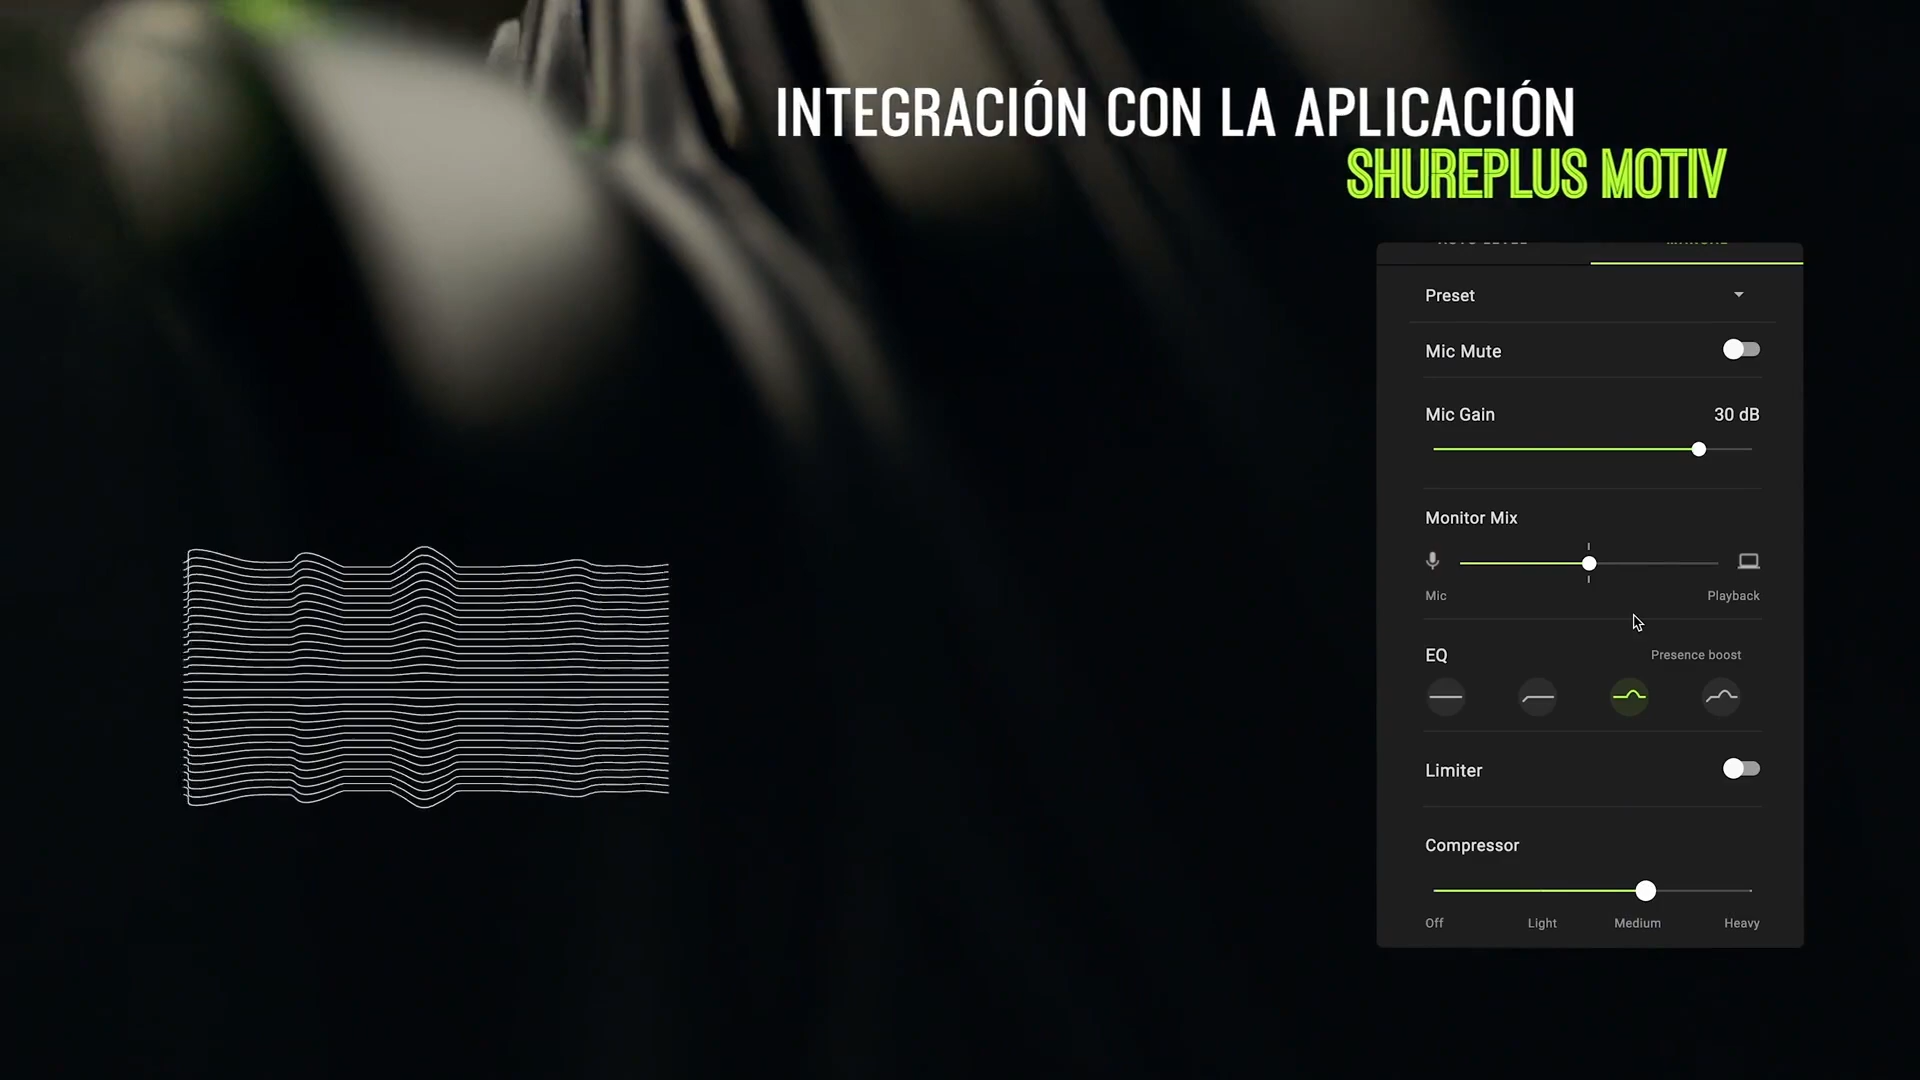 INTEGRACIÓN CON LA APLICACIÓN
SHUREPLUS MOTIV
Preset
Mic Mute
Mic Gain 30 dB
Monitor Mix
Mic Playback
EQ Presence boost
Limiter
Compressor
Off Light Medium Heavy